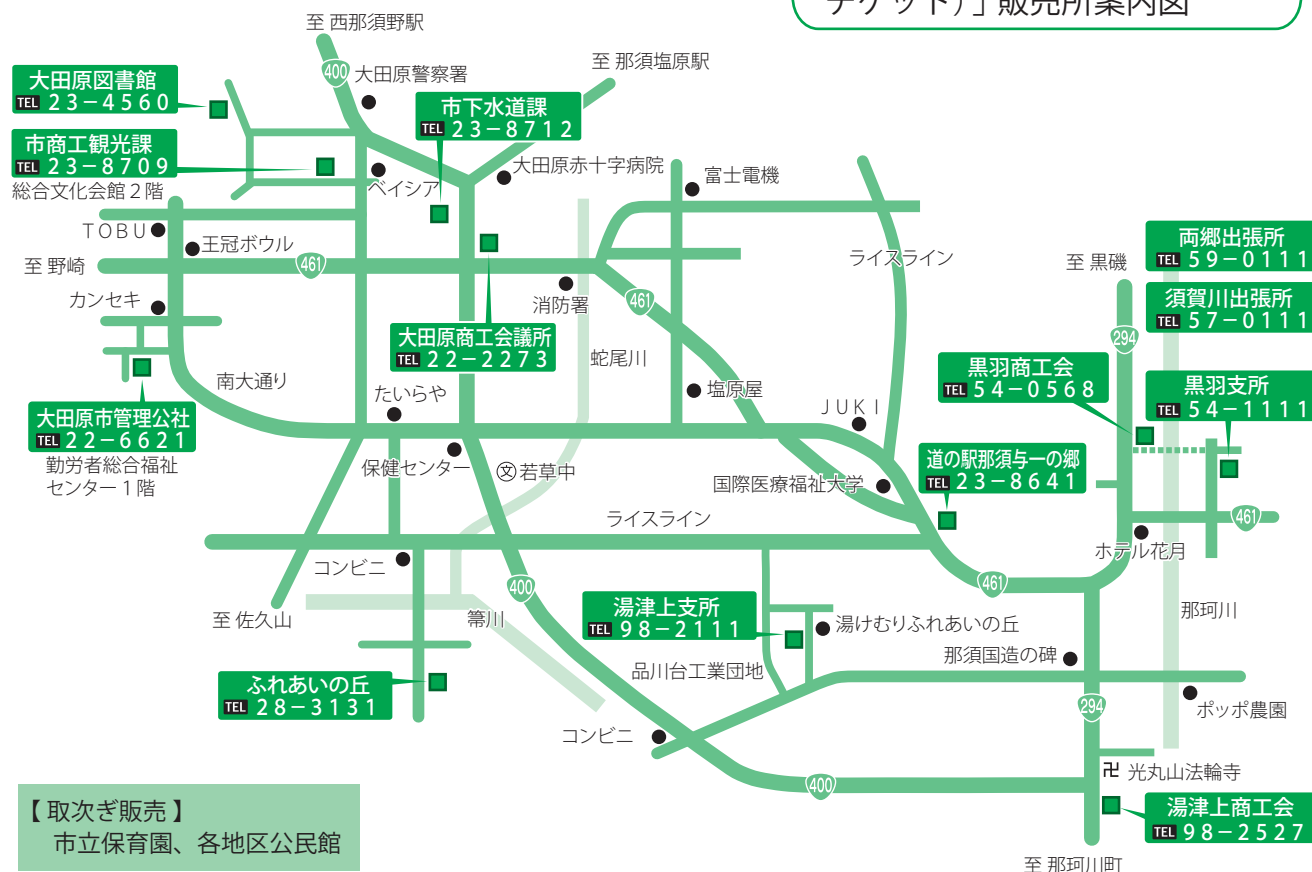 チケット）」販売所案内図
至 西那須野駅
400
大田原警察署
至 那須塩原駅
大田原図書館
TEL 23−4560
市下水道課
TEL 23−8712
市商工観光課
TEL 23−8709
総合文化会館２階
ベイシア
大田原赤十字病院
富士電機
TOBU
王冠ボウル
至 野崎
461
カンセキ
消防署
461
ライスライン
至 黒磯
両郷出張所
TEL 59−0111
須賀川出張所
TEL 57−0111
294
大田原商工会議所
TEL 22−2273
蛇尾川
黒羽商工会
TEL 54−0568
黒羽支所
TEL 54−1111
南大通り
たいらや
塩原屋
JUKI
大田原市管理公社
TEL 22−6621
勤労者総合福祉
センター１階
保健センター
文 若草中
国際医療福祉大学
道の駅那須与一の郷
TEL 23−8641
ライスライン
461
ホテル花月
コンビニ
400
461
至 佐久山
箒川
湯津上支所
TEL 98−2111
湯けむりふれあいの丘
那珂川
品川台工業団地
那須国造の碑
ふれあいの丘
TEL 28−3131
コンビニ
294
ポッポ農園
400
卍 光丸山法輪寺
湯津上商工会
TEL 98−2527
至 那珂川町
【 取次ぎ販売 】
市立保育園、各地区公民館